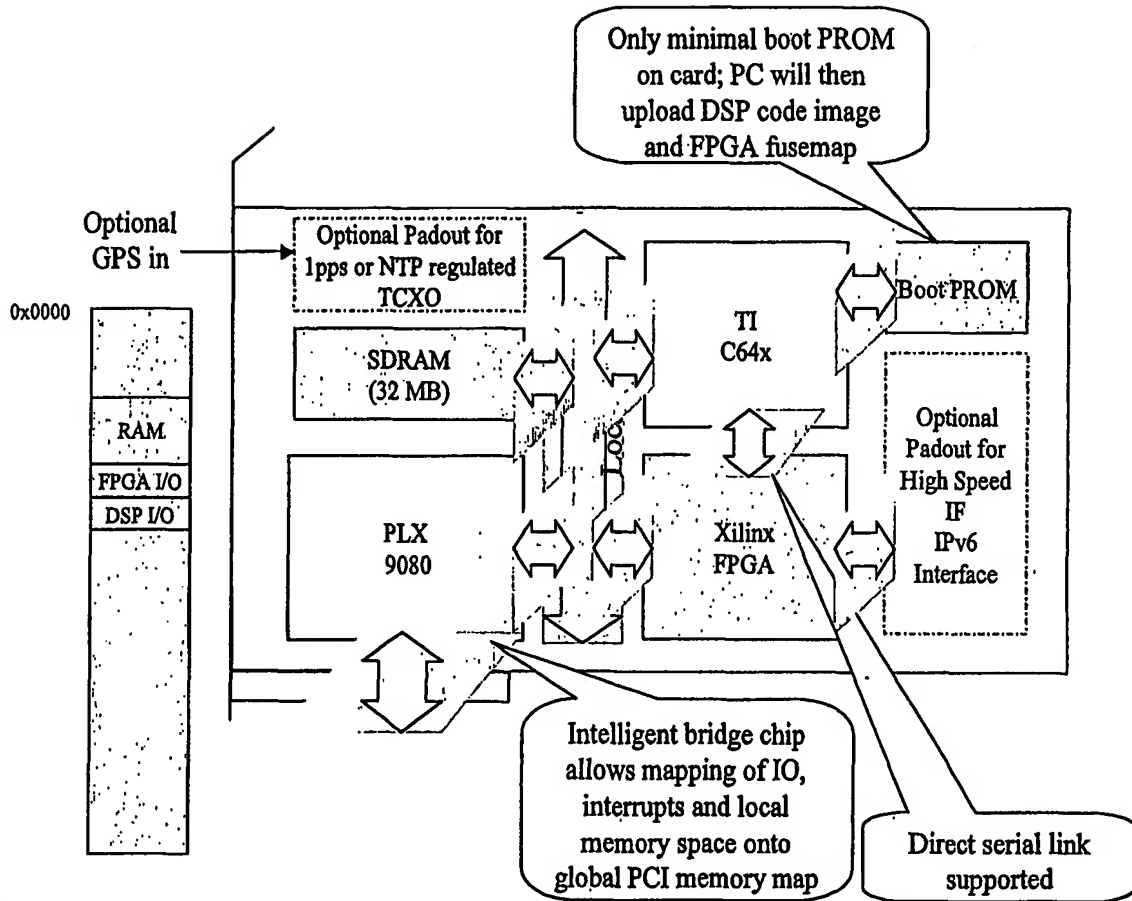 Only minimal boot PROM
on card; PC will then
upload DSP code image
and FPGA fusemap
Optional
GPS in
Optional Padout for
1pps or NTP regulated
TCXO
0x0000
RAM
FPGA I/O
DSP I/O
SDRAM
(32 MB)
PLX
9080
Loc
TI
C64x
Boot PROM
Xilinx
FPGA
Optional
Padout for
High Speed
IF
IPv6
Interface
Intelligent bridge chip
allows mapping of IO,
interrupts and local
memory space onto
global PCI memory map
Direct serial link
supported